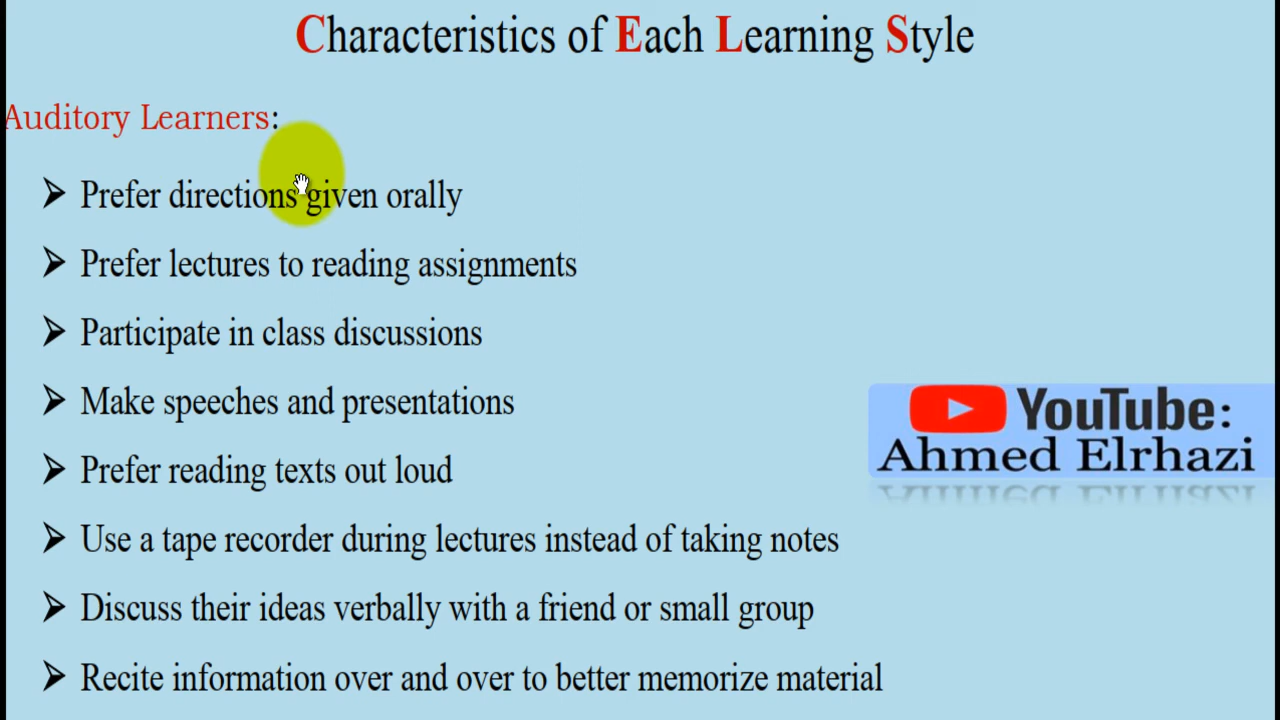 Characteristics of Each Learning Style
Auditory Learners:
Prefer directions given orally
Prefer lectures to reading assignments
Participate in class discussions
Make speeches and presentations
YouTube:
Ahmed Elrhazi
Prefer reading texts out loud
Use a tape recorder during lectures instead of taking notes
Discuss their ideas verbally with a friend or small group
Recite information over and over to better memorize material